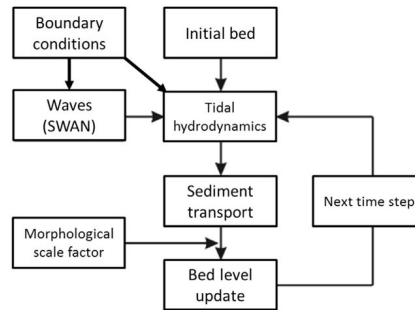 Boundary
conditions
Initial bed
Waves
(SWAN)
Tidal
hydrodynamics
Sediment
transport
Next time step
Morphological
scale factor
Bed level
update